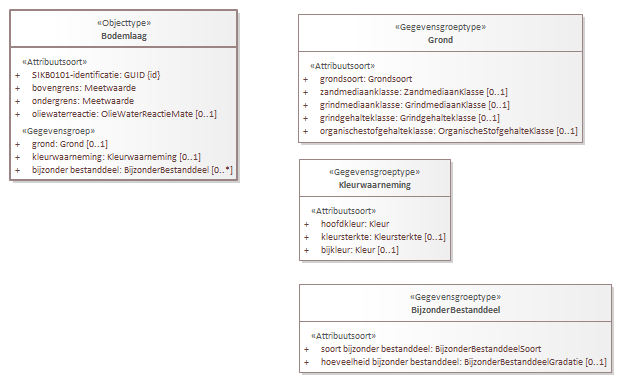 «Objecttype»
Bodemlaag
«Attribuutsoort»
+ SIKB0101-identificatie: GUID {id}
+ bovengrens: Meetwaarde
+ ondergrens: Meetwaarde
+ oliewaterreactie: OlieWaterReactieMate [0..1]
«Gegevensgroep»
+ grond: Grond [0..1]
+ kleurwaarneming: Kleurwaarneming [0..1]
+ bijzonder bestanddeel: BijzonderBestanddeel [0..*]
«Gegevensgroeptype»
Grond
«Attribuutsoort»
+ grondsoort: Grondsoort
+ zandmediaanklasse: ZandmediaanKlasse [0..1]
+ grindmediaanklasse: GrindmediaanKlasse [0..1]
+ grindgehalteklasse: Grindgehalteklasse [0..1]
+ organischestofgehalteklasse: OrganischeStofgehalteKlasse [0..1]
«Gegevensgroeptype»
Kleurwaarneming
«Attribuutsoort»
+ hoofdkleur: Kleur
+ kleursterkte: Kleursterkte [0..1]
+ bijkleur: Kleur [0..1]
«Gegevensgroeptype»
BijzonderBestanddeel
«Attribuutsoort»
+ soort bijzonder bestanddeel: BijzonderBestanddeelSoort
+ hoeveelheid bijzonder bestanddeel: BijzonderBestanddeelGradatie [0..1]